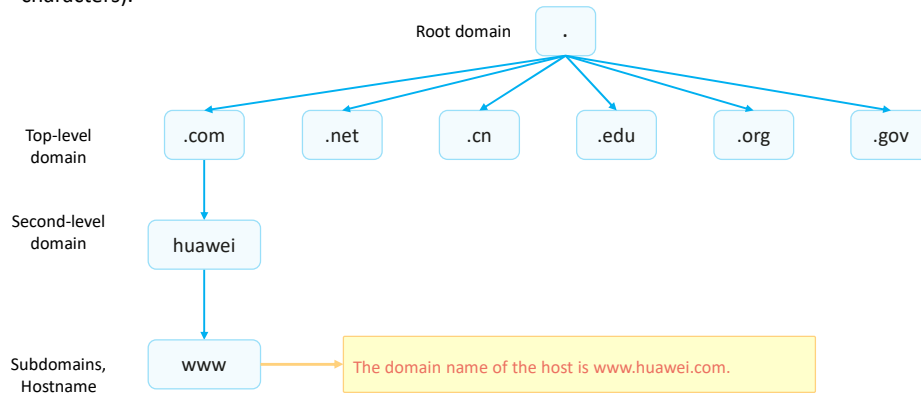 characters).
Root domain
.
Top-level
domain
.com
.net
.cn
.edu
.org
.gov
Second-level
domain
huawei
Subdomains,
Hostname
www
The domain name of the host is www.huawei.com.